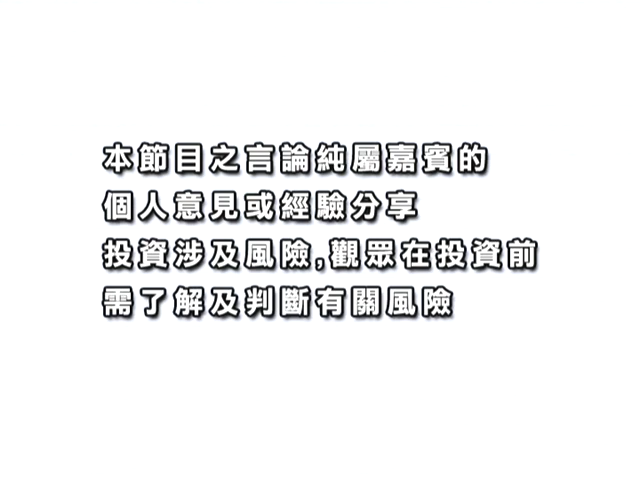 本節目之言論純屬嘉賓的
個人意見或經驗分享
投資涉及風險,觀眾在投資前
需了解及判斷有關風險